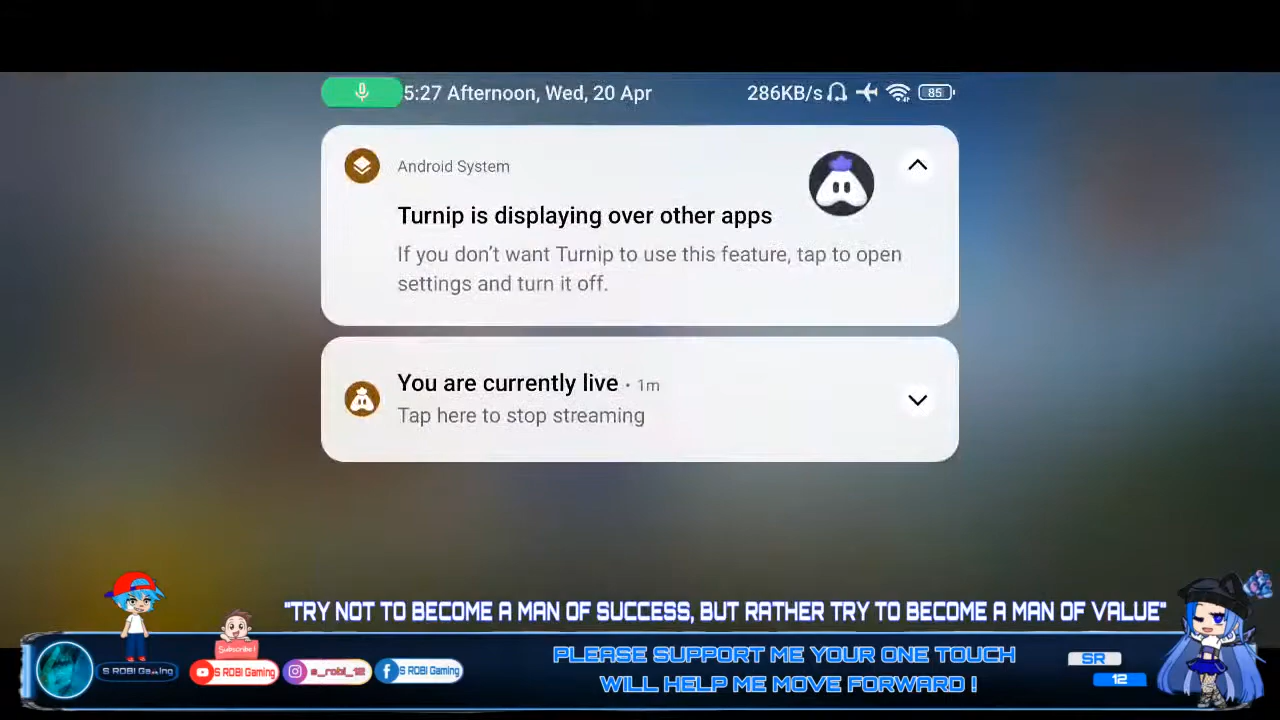 5:27 Afternoon, Wed, 20 Apr 286KB/s 85
Android System
Turnip is displaying over other apps
If you don't want Turnip to use this feature, tap to open
settings and turn it off.
You are currently live · 1m
Tap here to stop streaming
"TRY NOT TO BECOME A MAN OF SUCCESS, BUT RATHER TRY TO BECOME A MAN OF VALUE"
Subscribe!
S ROBI Gaming S ROBI Gaming s_robi_12 S ROBI Gaming
PLEASE SUPPORT ME YOUR ONE TOUCH
WILL HELP ME MOVE FORWARD !
SR
12